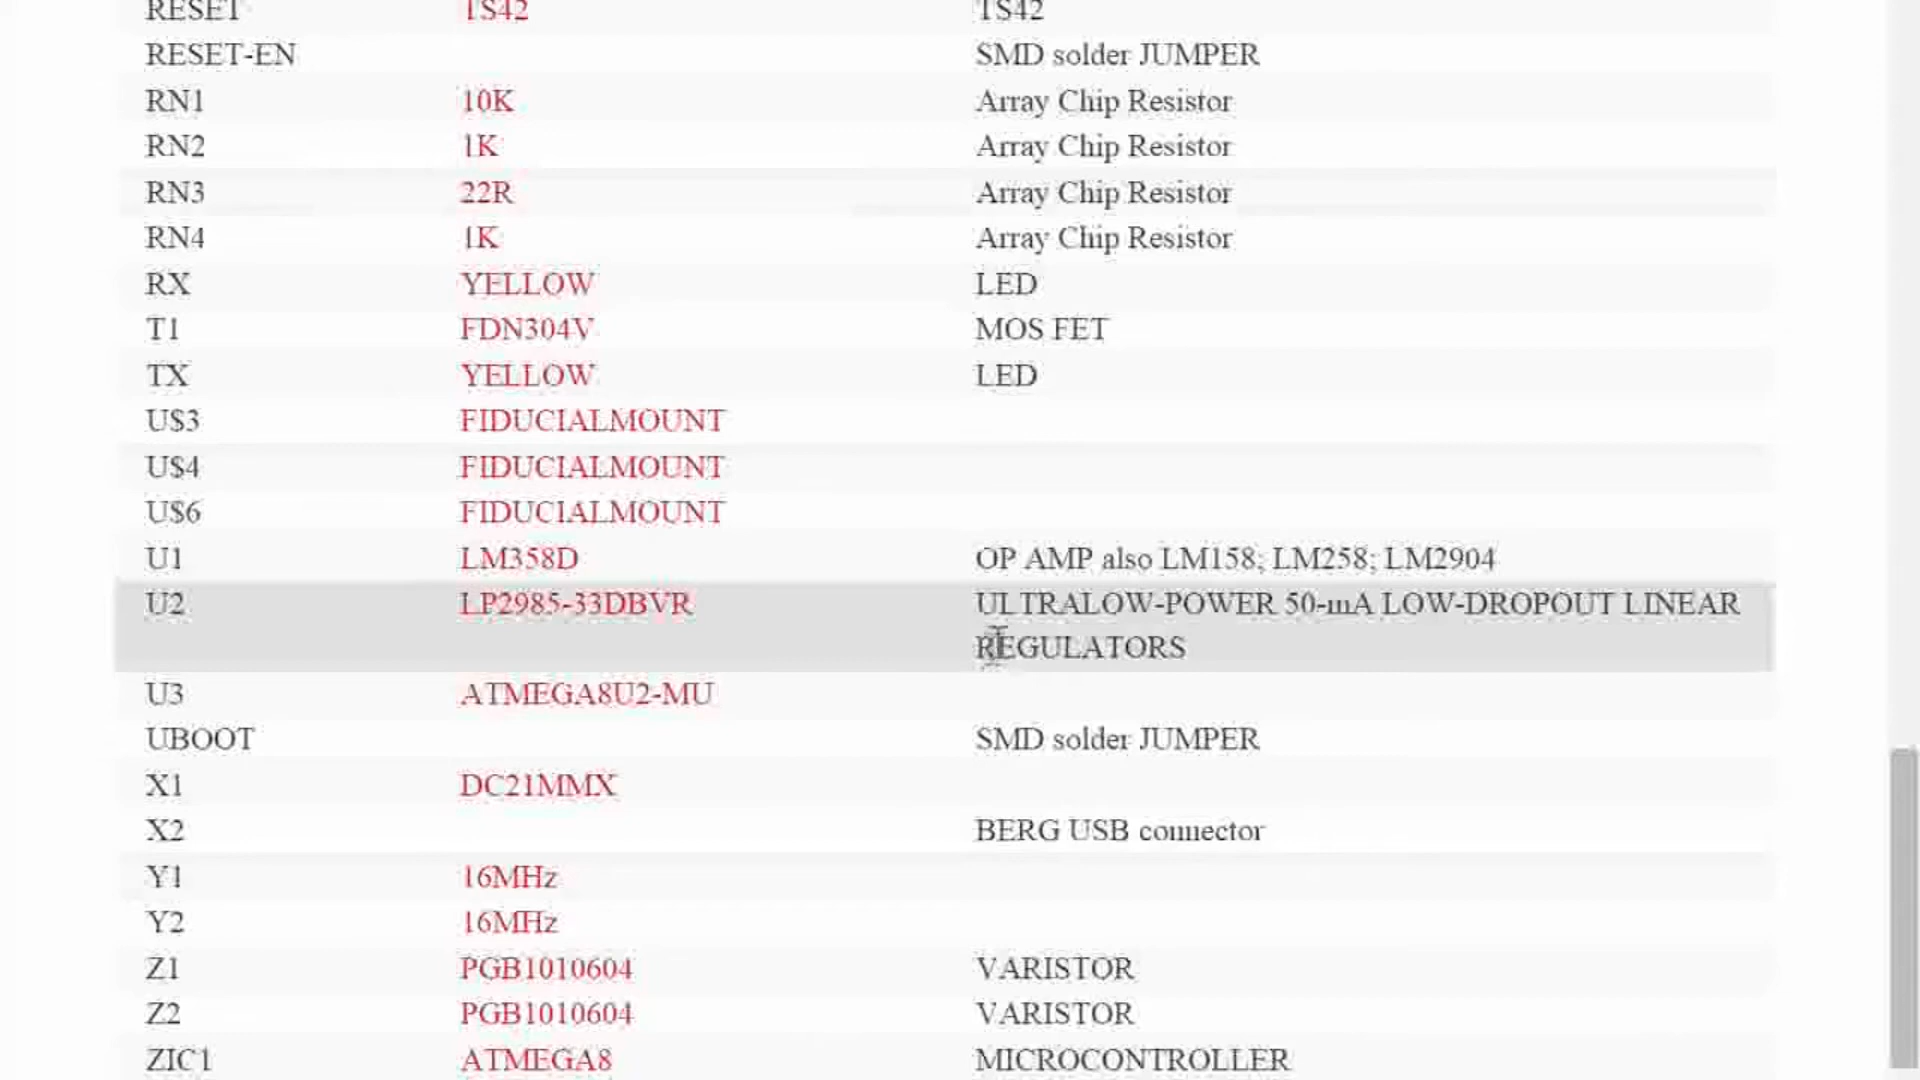 RESET TS42 TS42
RESET-EN SMD solder JUMPER
RN1 10K Array Chip Resistor
RN2 1K Array Chip Resistor
RN3 22R Array Chip Resistor
RN4 1K Array Chip Resistor
RX YELLOW LED
T1 FDN304V MOS FET
TX YELLOW LED
U$3 FIDUCIALMOUNT
U$4 FIDUCIALMOUNT
U$6 FIDUCIALMOUNT
U1 LM358D OP AMP also LM158; LM258; LM2904
U2 LP2985-33DBVR ULTRALOW-POWER 50-mA LOW-DROPOUT LINEAR
REGULATORS
U3 ATMEGA8U2-MU
UBOOT SMD solder JUMPER
X1 DC21MMX
X2 BERG USB connector
Y1 16MHz
Y2 16MHz
Z1 PGB1010604 VARISTOR
Z2 PGB1010604 VARISTOR
ZIC1 ATMEGA8 MICROCONTROLLER